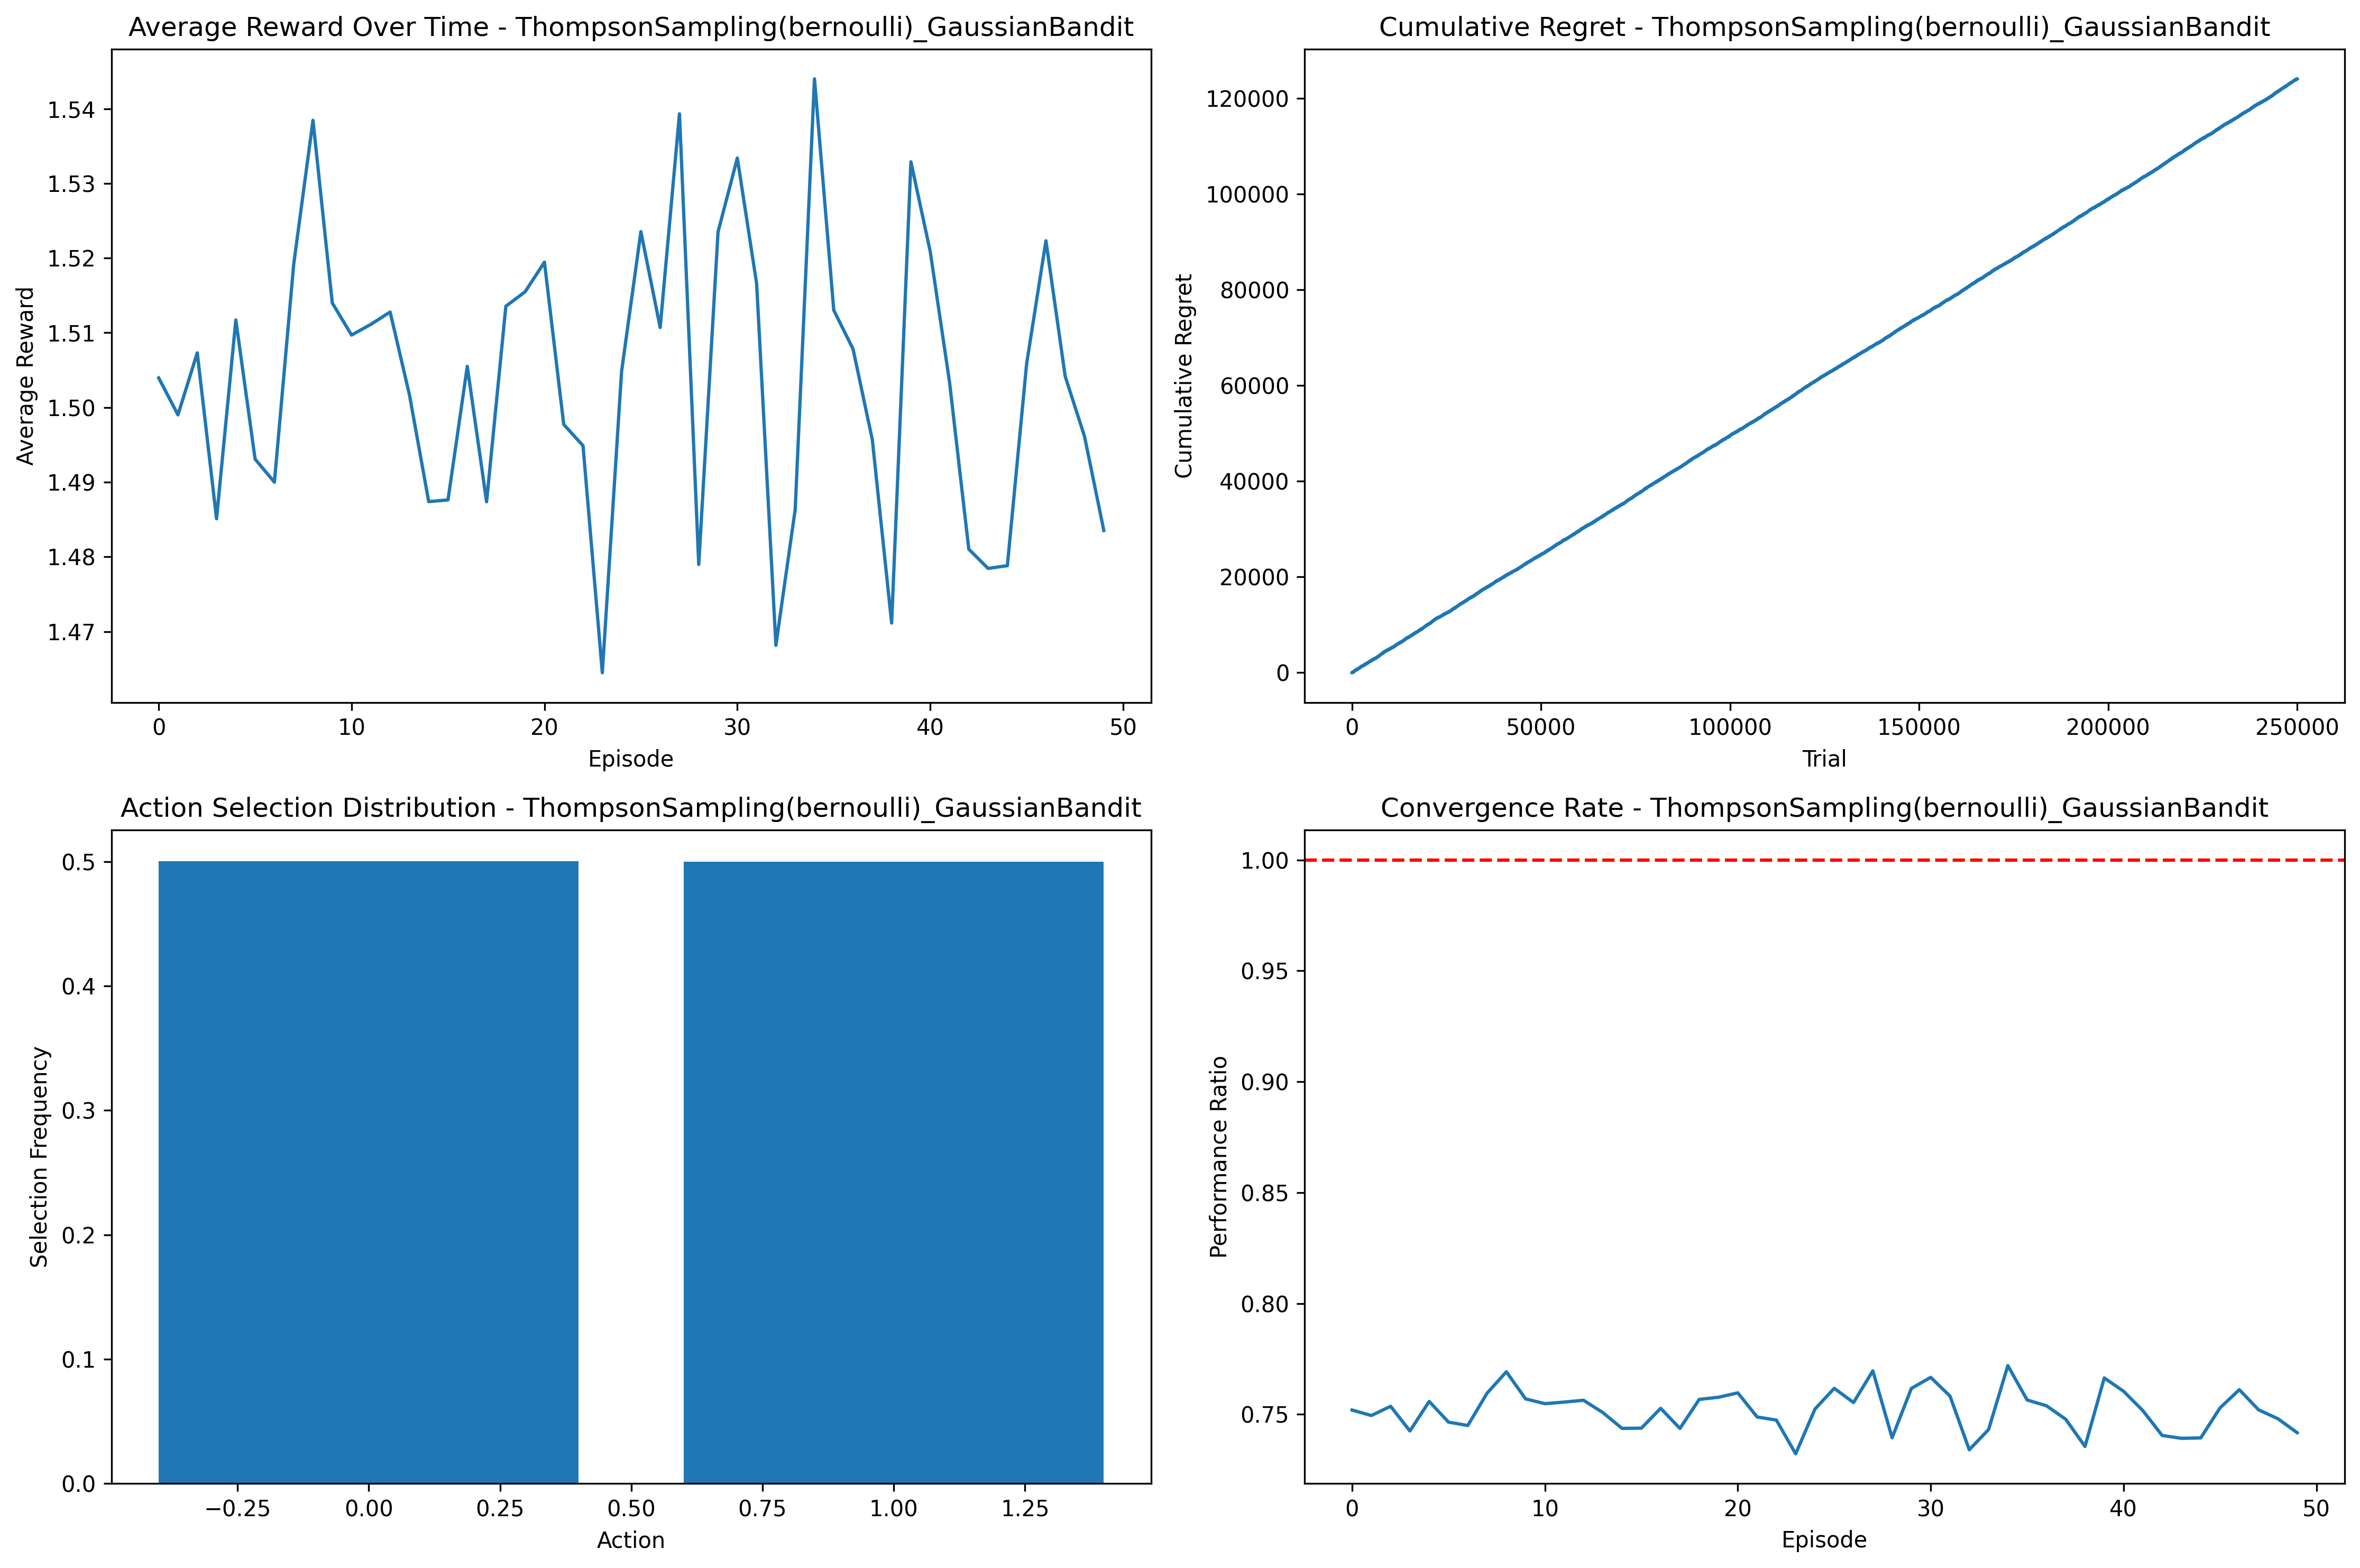 Average Reward Over Time - ThompsonSampling(bernoulli)_GaussianBandit
1.54
1.53
1.52
1.51
1.50
1.49
1.48
1.47
Average Reward
0 10 20 30 40 50
Episode
Cumulative Regret - ThompsonSampling(bernoulli)_GaussianBandit
120000
100000
80000
60000
40000
20000
0
Cumulative Regret
0 50000 100000 150000 200000 250000
Trial
Action Selection Distribution - ThompsonSampling(bernoulli)_GaussianBandit
0.5
0.4
0.3
0.2
0.1
0.0
Selection Frequency
−0.25 0.00 0.25 0.50 0.75 1.00 1.25
Action
Convergence Rate - ThompsonSampling(bernoulli)_GaussianBandit
1.00
0.95
0.90
0.85
0.80
0.75
Performance Ratio
0 10 20 30 40 50
Episode